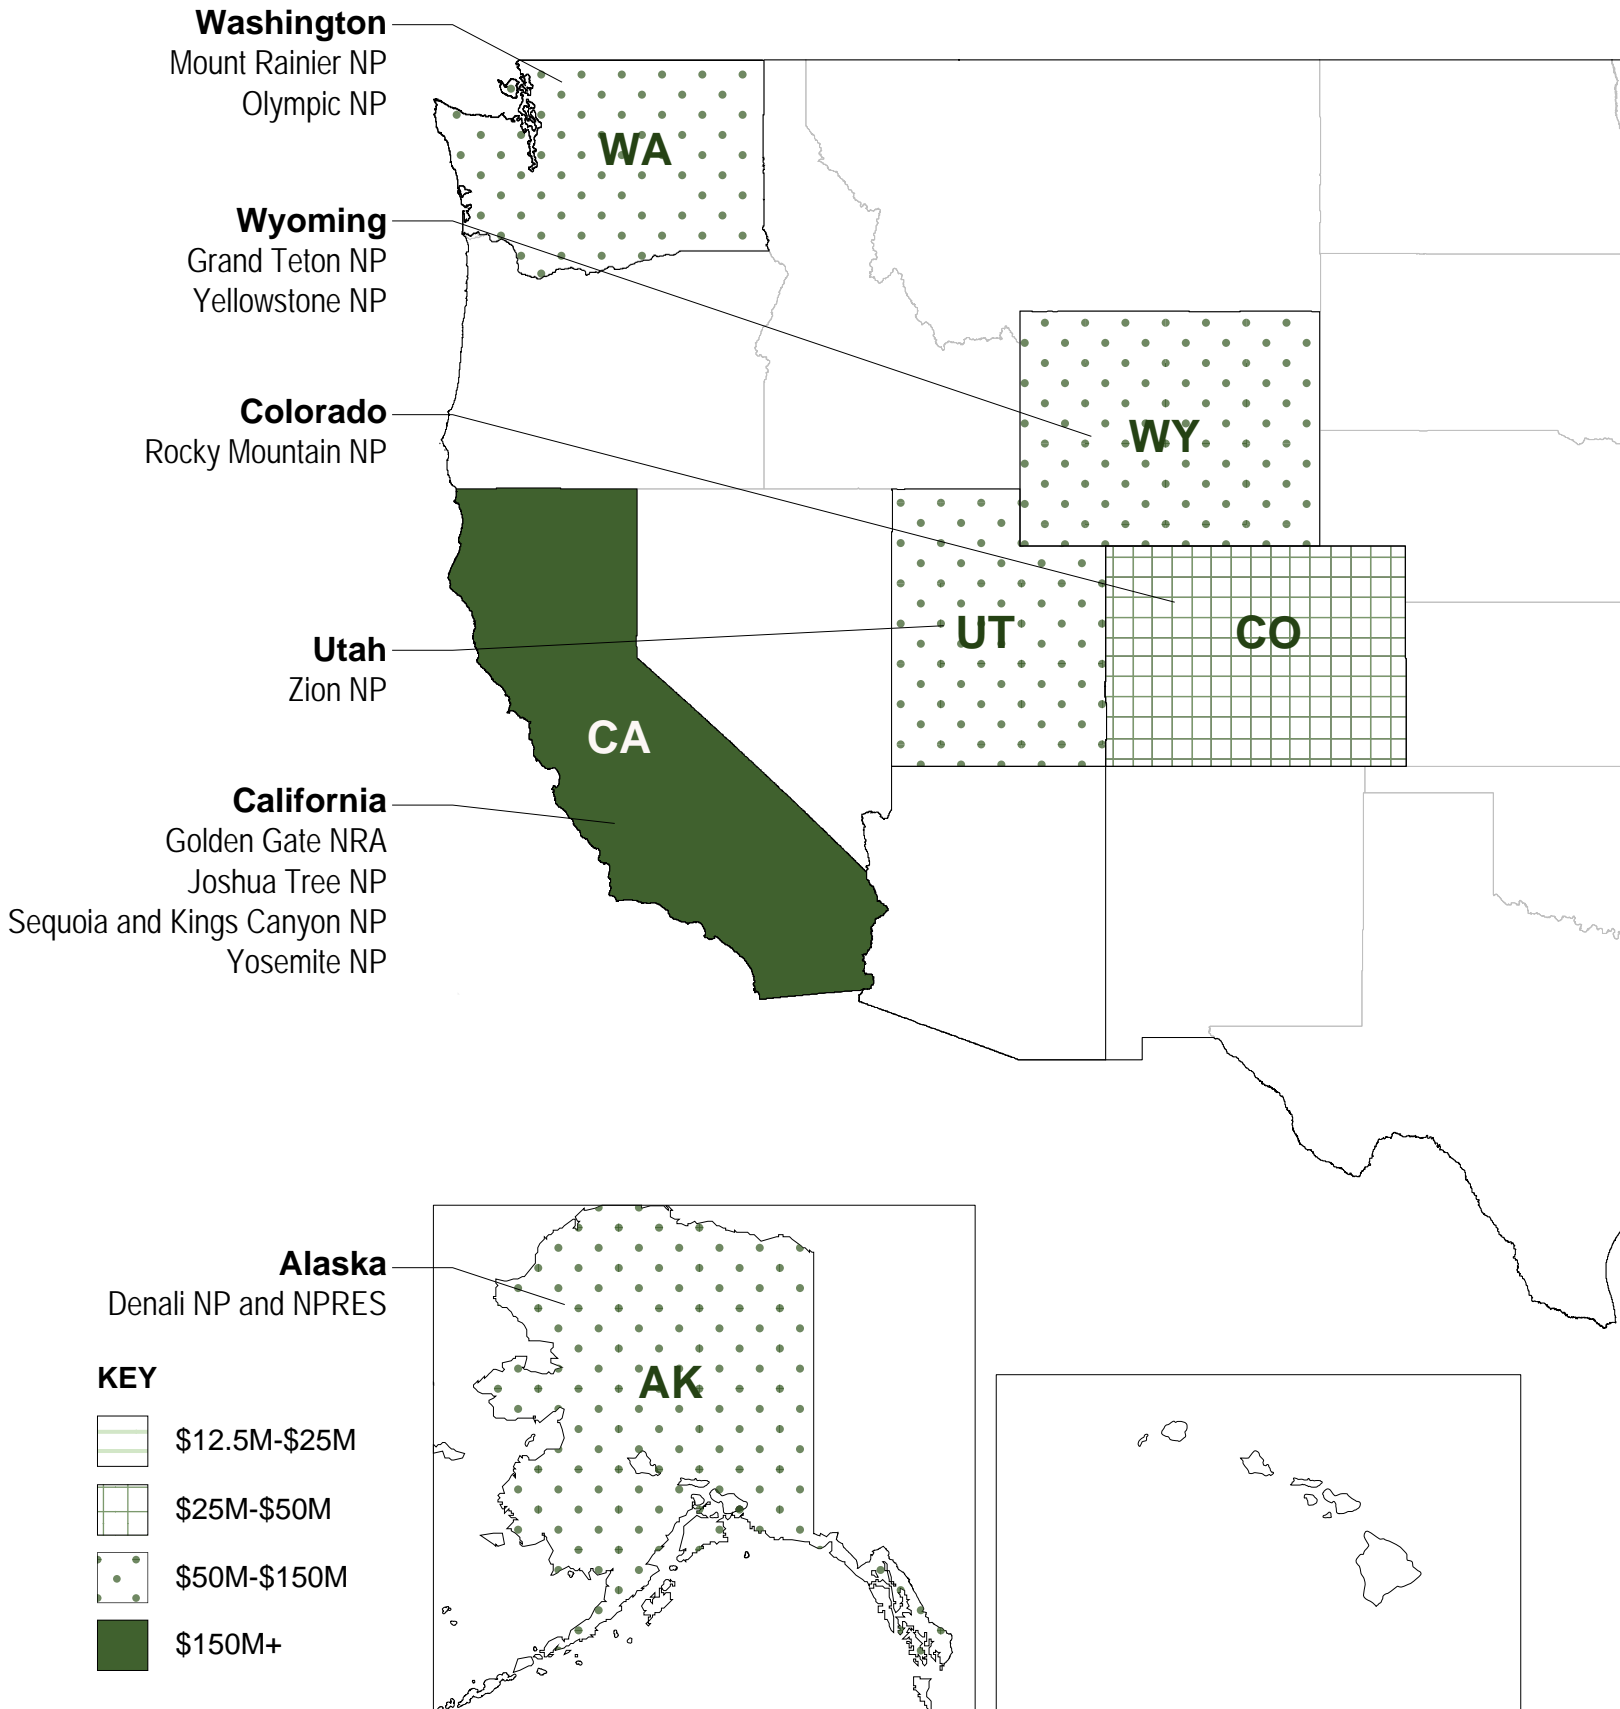 Washington
Mount Rainier NP
Olympic NP
WA
Wyoming
Grand Teton NP
Yellowstone NP
WY
Colorado
Rocky Mountain NP
CO
Utah
Zion NP
UT
CA
California
Golden Gate NRA
Joshua Tree NP
Sequoia and Kings Canyon NP
Yosemite NP
Alaska
Denali NP and NPRES
AK
KEY
$12.5M-$25M
$25M-$50M
$50M-$150M
$150M+